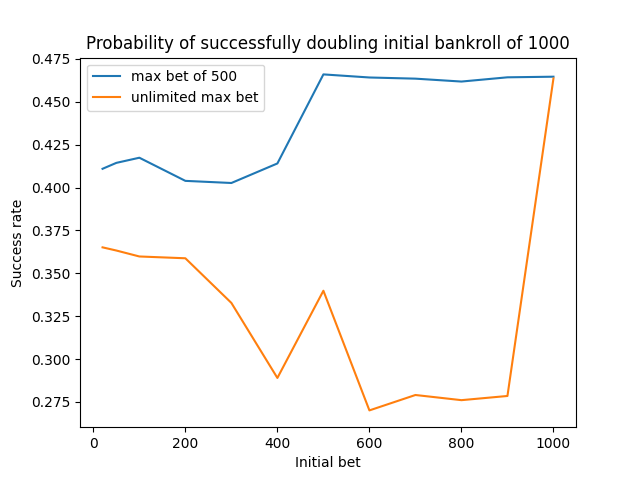 Probability of successfully doubling initial bankroll of 1000
max bet of 500
unlimited max bet
Success rate
0.475
0.450
0.425
0.400
0.375
0.350
0.325
0.300
0.275
0 200 400 600 800 1000
Initial bet